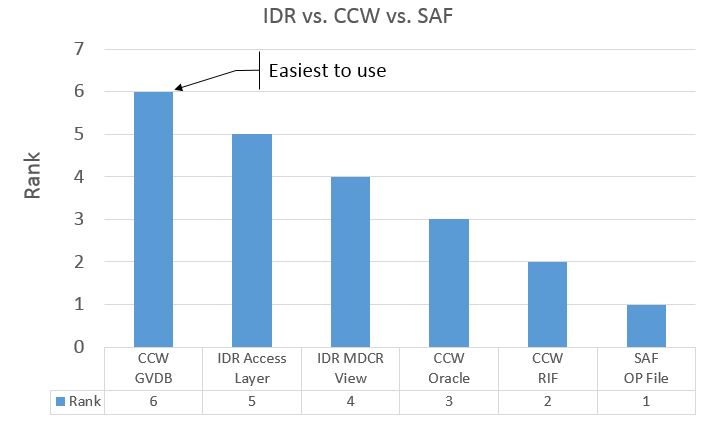 IDR vs. CCW vs. SAF
7
Easiest to use
6
5
4
3
2
1
0
Rank
CCW IDR Access IDR MDCR CCW CCW SAF
GVDB Layer View Oracle RIF OP File
Rank 6 5 4 3 2 1